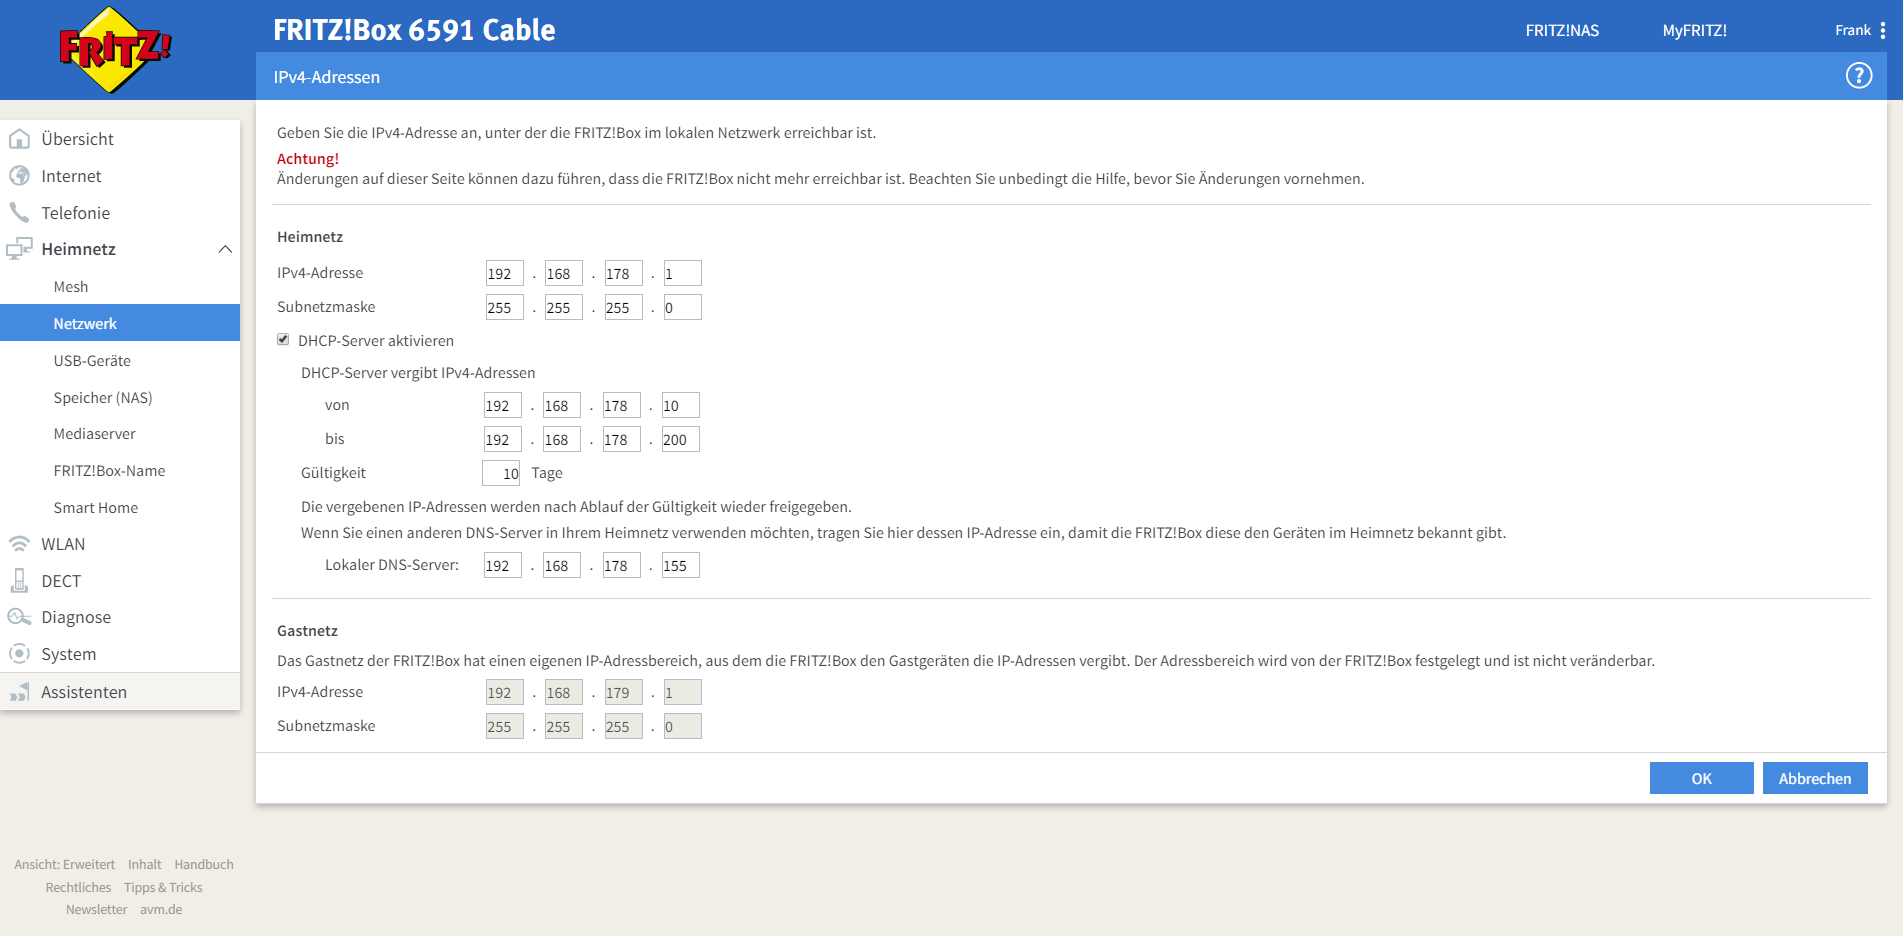 FRITZ!
FRITZ!Box 6591 Cable
FRITZ!NAS
MyFRITZ!
Frank
IPv4-Adressen
?
Übersicht
Internet
Telefonie
Heimnetz
Mesh
Netzwerk
USB-Geräte
Speicher (NAS)
Mediaserver
FRITZ!Box-Name
Smart Home
WLAN
DECT
Diagnose
System
Assistenten
Geben Sie die IPv4-Adresse an, unter der die FRITZ!Box im lokalen Netzwerk erreichbar ist.
Achtung!
Änderungen auf dieser Seite können dazu führen, dass die FRITZ!Box nicht mehr erreichbar ist. Beachten Sie unbedingt die Hilfe, bevor Sie Änderungen vornehmen.
Heimnetz
IPv4-Adresse 192 . 168 . 178 . 1
Subnetzmaske 255 . 255 . 255 . 0
DHCP-Server aktivieren
DHCP-Server vergibt IPv4-Adressen
von 192 . 168 . 178 . 10
bis 192 . 168 . 178 . 200
Gültigkeit 10 Tage
Die vergebenen IP-Adressen werden nach Ablauf der Gültigkeit wieder freigegeben.
Wenn Sie einen anderen DNS-Server in Ihrem Heimnetz verwenden möchten, tragen Sie hier dessen IP-Adresse ein, damit die FRITZ!Box diese den Geräten im Heimnetz bekannt gibt.
Lokaler DNS-Server: 192 . 168 . 178 . 155
Gastnetz
Das Gastnetz der FRITZ!Box hat einen eigenen IP-Adressbereich, aus dem die FRITZ!Box den Gastgeräten die IP-Adressen vergibt. Der Adressbereich wird von der FRITZ!Box festgelegt und ist nicht veränderbar.
IPv4-Adresse 192 . 168 . 179 . 1
Subnetzmaske 255 . 255 . 255 . 0
OK
Abbrechen
Ansicht: Erweitert Inhalt Handbuch
Rechtliches Tipps & Tricks
Newsletter avm.de